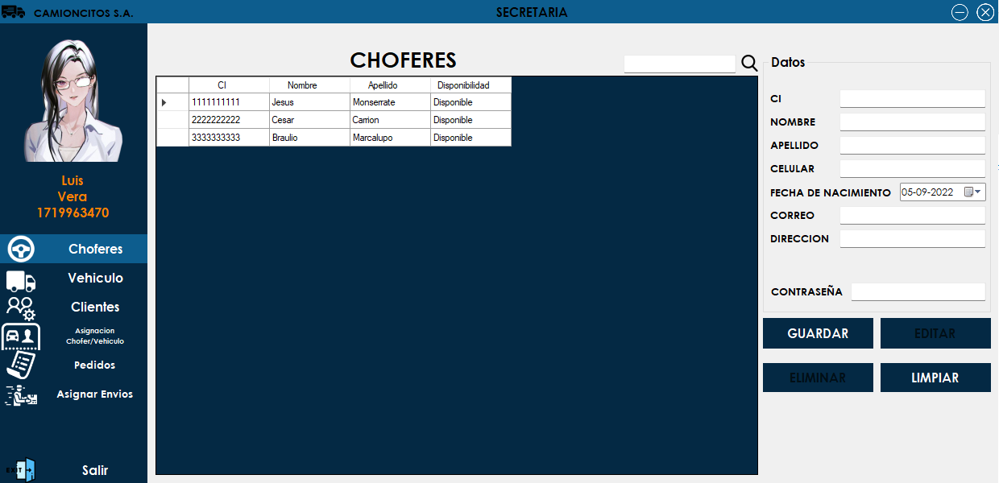 CAMIONCITOS S.A.
SECRETARIA
Luis
Vera
1719963470
Choferes
Vehiculo
Clientes
Asignacion
Chofer/Vehiculo
Pedidos
Asignar Envios
EXIT
Salir
CHOFERES
CI Nombre Apellido Disponibilidad
1111111111 Jesus Monserrate Disponible
2222222222 Cesar Carrion Disponible
3333333333 Braulio Marcalupo Disponible
Datos
CI
NOMBRE
APELLIDO
CELULAR
FECHA DE NACIMIENTO 05-09-2022
CORREO
DIRECCION
CONTRASEÑA
GUARDAR EDITAR
ELIMINAR LIMPIAR